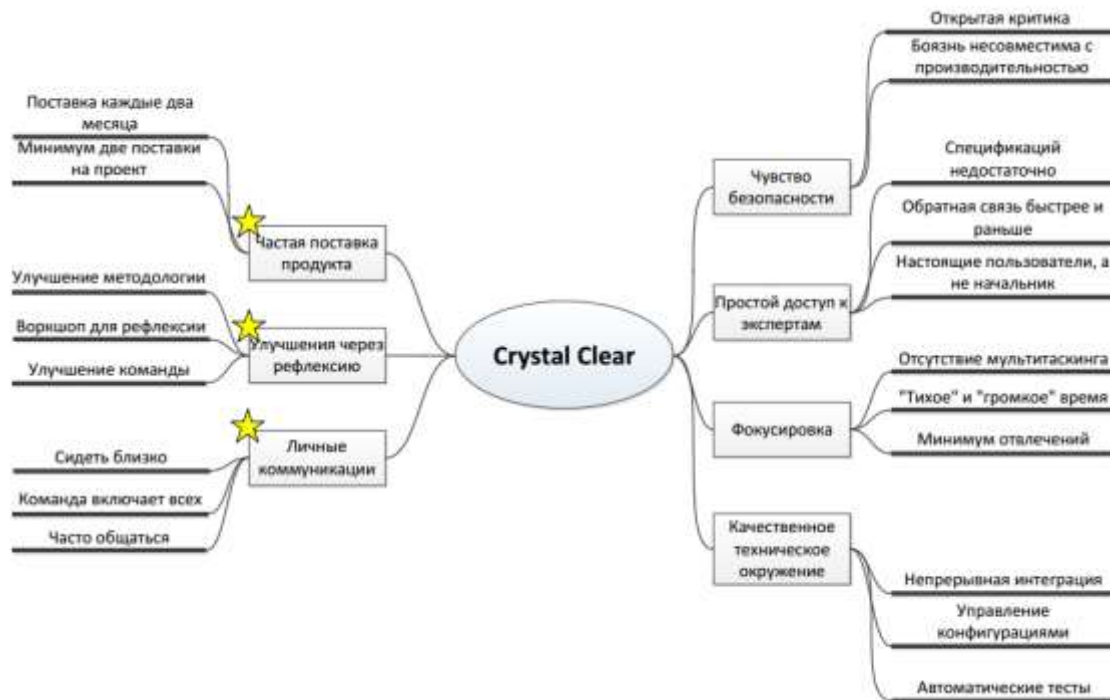 Поставка каждые два
месяца
Минимум две поставки
на проект
Частая поставка
продукта
Улучшение методологии
Воркшоп для рефлексии
Улучшение команды
Улучшения через
рефлексию
Сидеть близко
Команда включает всех
Часто общаться
Личные
коммуникации
Crystal Clear
Чувство
безопасности
Открытая критика
Боязнь несовместима с
производительностью
Простой доступ к
экспертам
Спецификаций
недостаточно
Обратная связь быстрее и
раньше
Настоящие пользователи, а
не начальник
Фокусировка
Отсутствие мультитаскинга
"Тихое" и "громкое" время
Минимум отвлечений
Качественное
техническое
окружение
Непрерывная интеграция
Управление
конфигурациями
Автоматические тесты